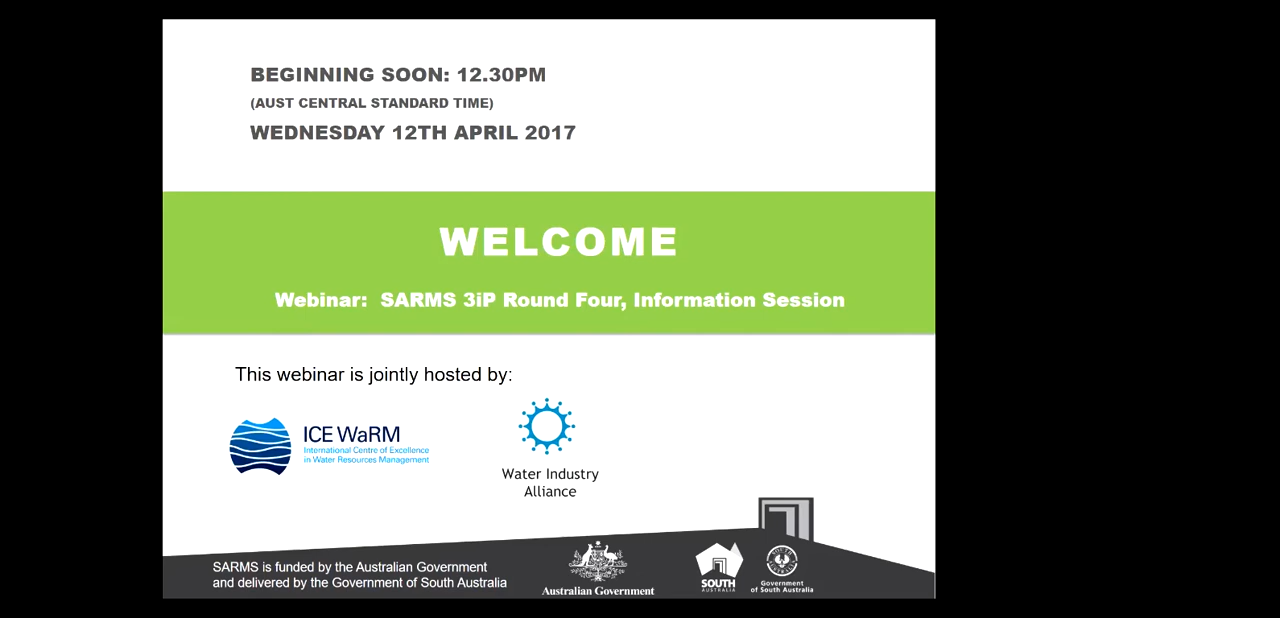 BEGINNING SOON: 12.30PM
(AUST CENTRAL STANDARD TIME)
WEDNESDAY 12TH APRIL 2017
WELCOME
Webinar:  SARMS 3iP Round Four, Information Session
This webinar is jointly hosted by:
ICE WaRM
International Centre of Excellence
in Water Resources Management
Water Industry
Alliance
SARMS is funded by the Australian Government
and delivered by the Government of South Australia
Australian Government
SOUTH
AUSTRALIA
Government
of South Australia